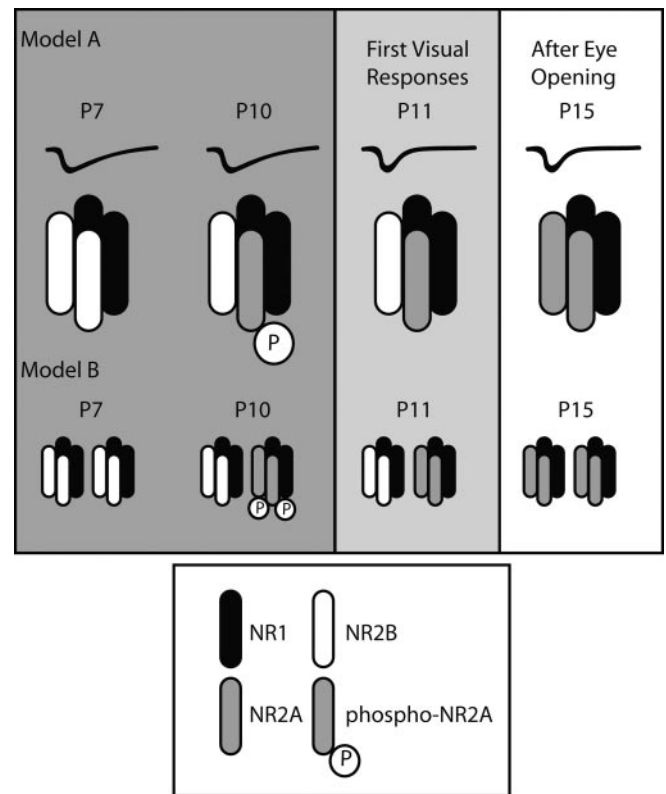 Model A
First Visual
Responses
After Eye
Opening
P7 P10 P11 P15
P
Model B
P7 P10 P11 P15
P P
NR1 NR2B
NR2A phospho-NR2A
P